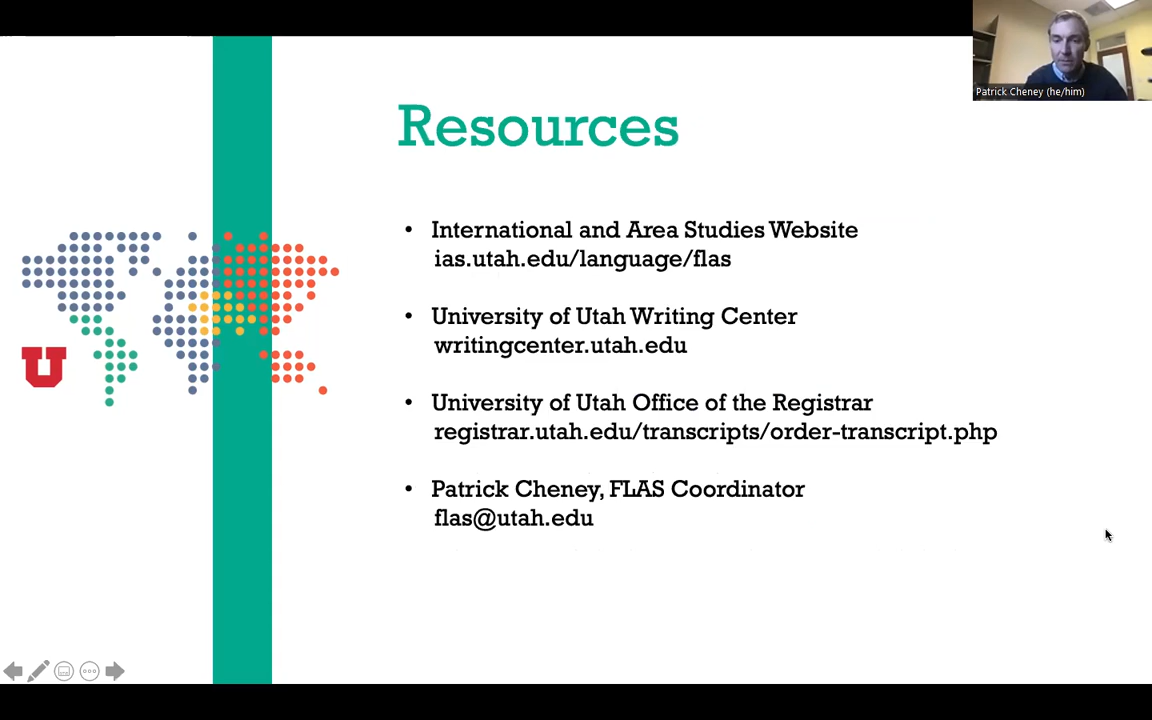 Patrick Cheney (he/him)
Resources
• International and Area Studies Website
ias.utah.edu/language/flas
• University of Utah Writing Center
writingcenter.utah.edu
• University of Utah Office of the Registrar
registrar.utah.edu/transcripts/order-transcript.php
• Patrick Cheney, FLAS Coordinator
flas@utah.edu
U